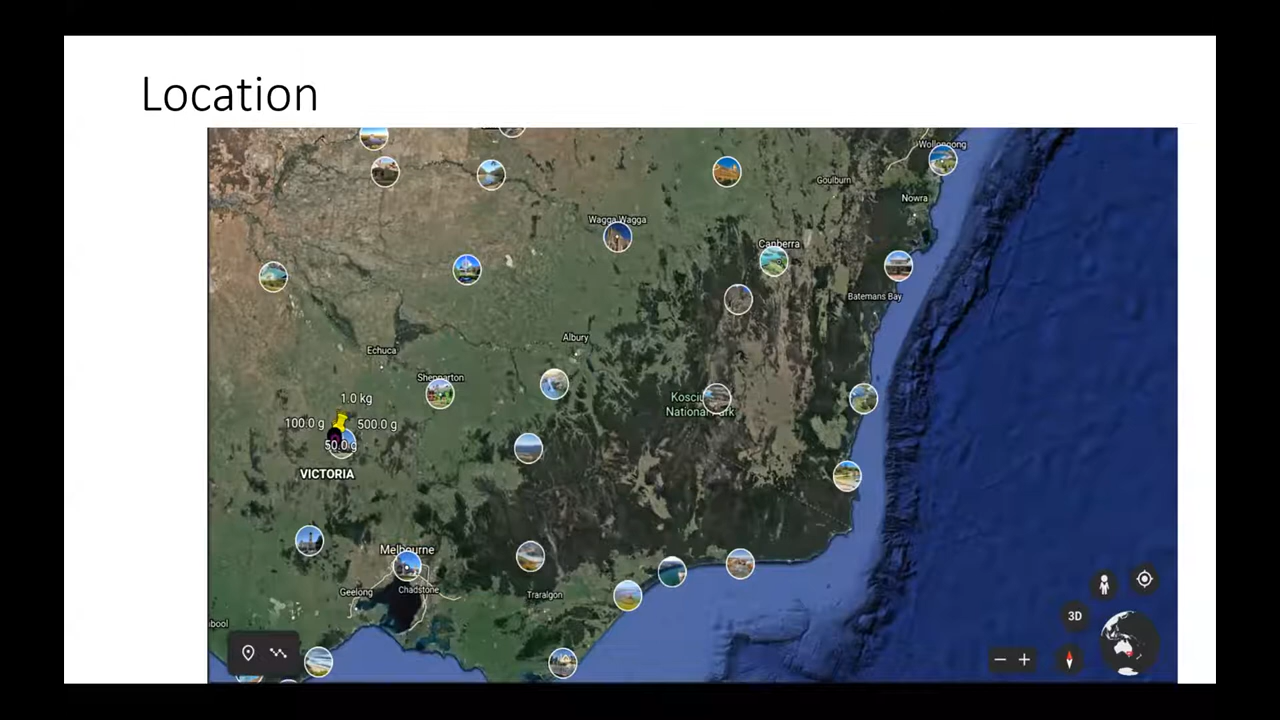 Location
Wollongong
Goulburn
Nowra
Wagga Wagga
Canberra
Batemans Bay
Albury
Echuca
Shepparton
1.0 kg
100.0 g
500.0 g
50.0 g
VICTORIA
National Park
Melbourne
Geelong
Chadstone
Traralgon
3D